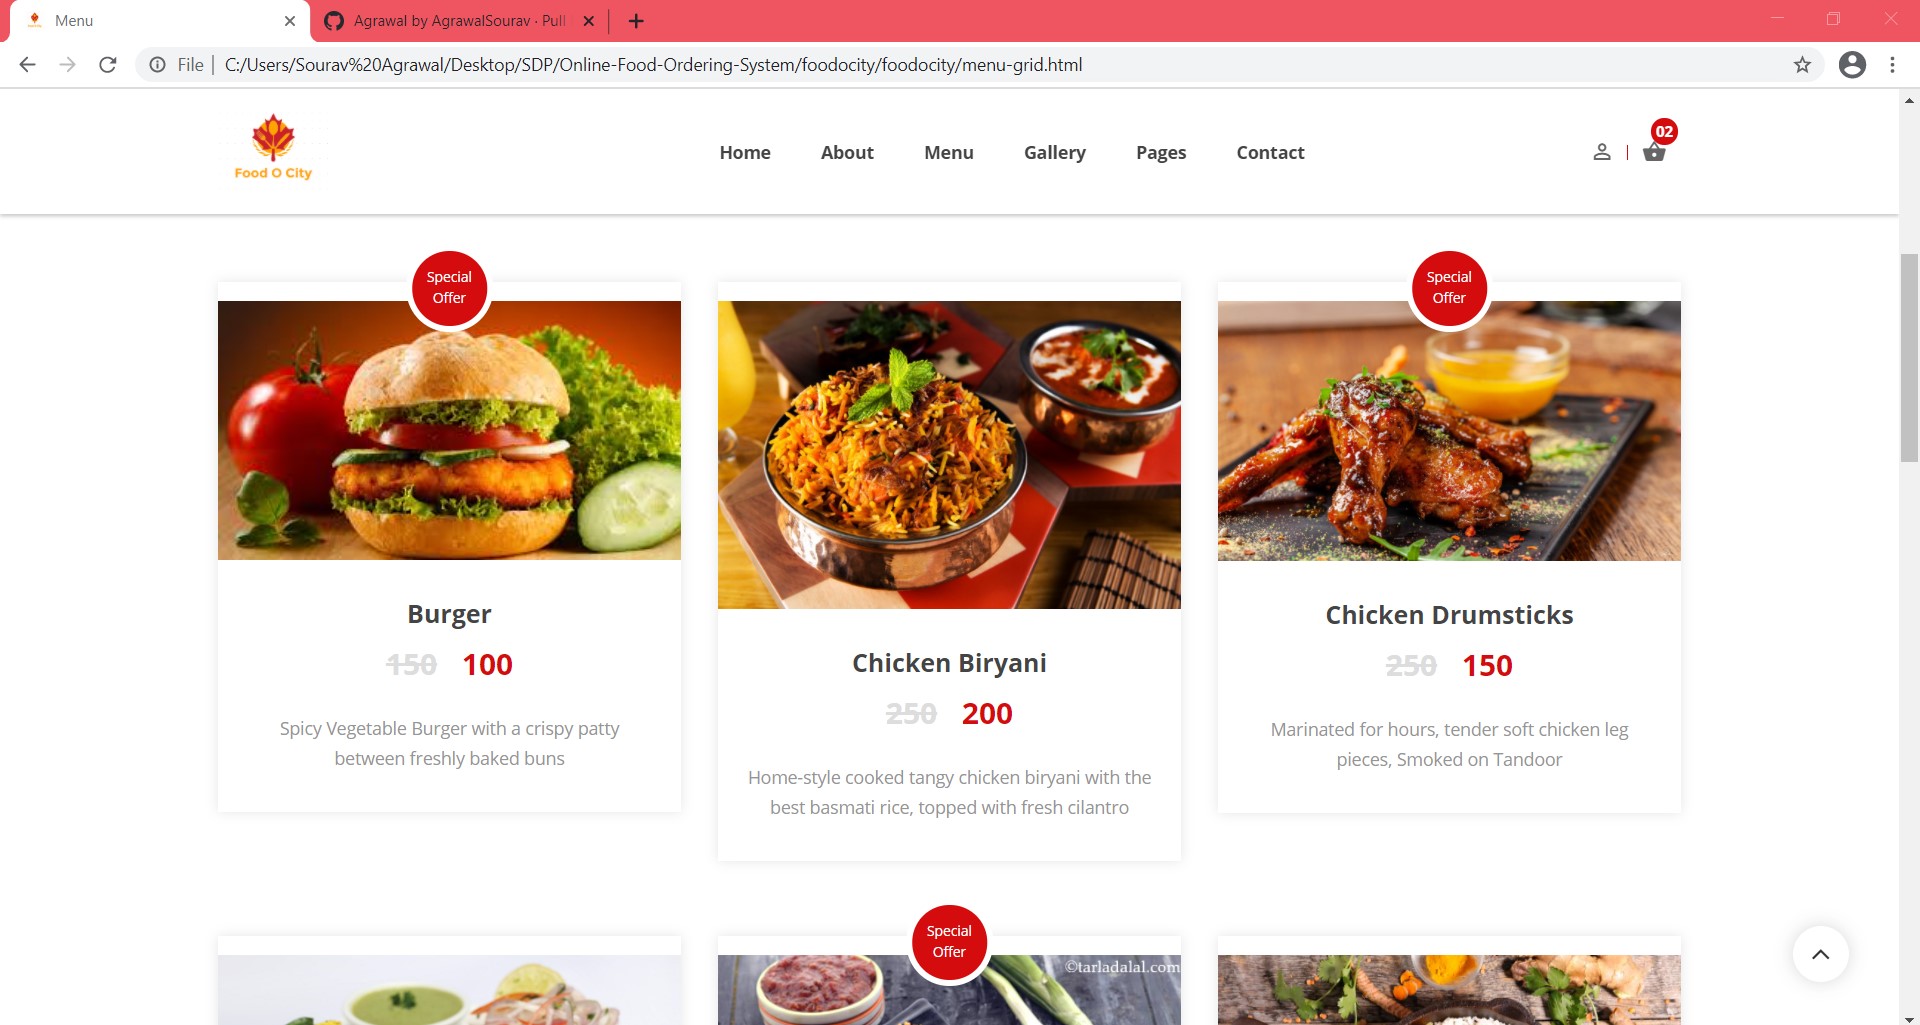 Menu
Agrawal by AgrawalSourav · Pull
File
C:/Users/Sourav%20Agrawal/Desktop/SDP/Online-Food-Ordering-System/foodocity/foodocity/menu-grid.html
Food O City
Home
About
Menu
Gallery
Pages
Contact
02
Special
Offer
Special
Offer
Burger
150 100
Spicy Vegetable Burger with a crispy patty
between freshly baked buns
Chicken Biryani
250 200
Home-style cooked tangy chicken biryani with the
best basmati rice, topped with fresh cilantro
Chicken Drumsticks
250 150
Marinated for hours, tender soft chicken leg
pieces, Smoked on Tandoor
Special
Offer
©tarladalal.com